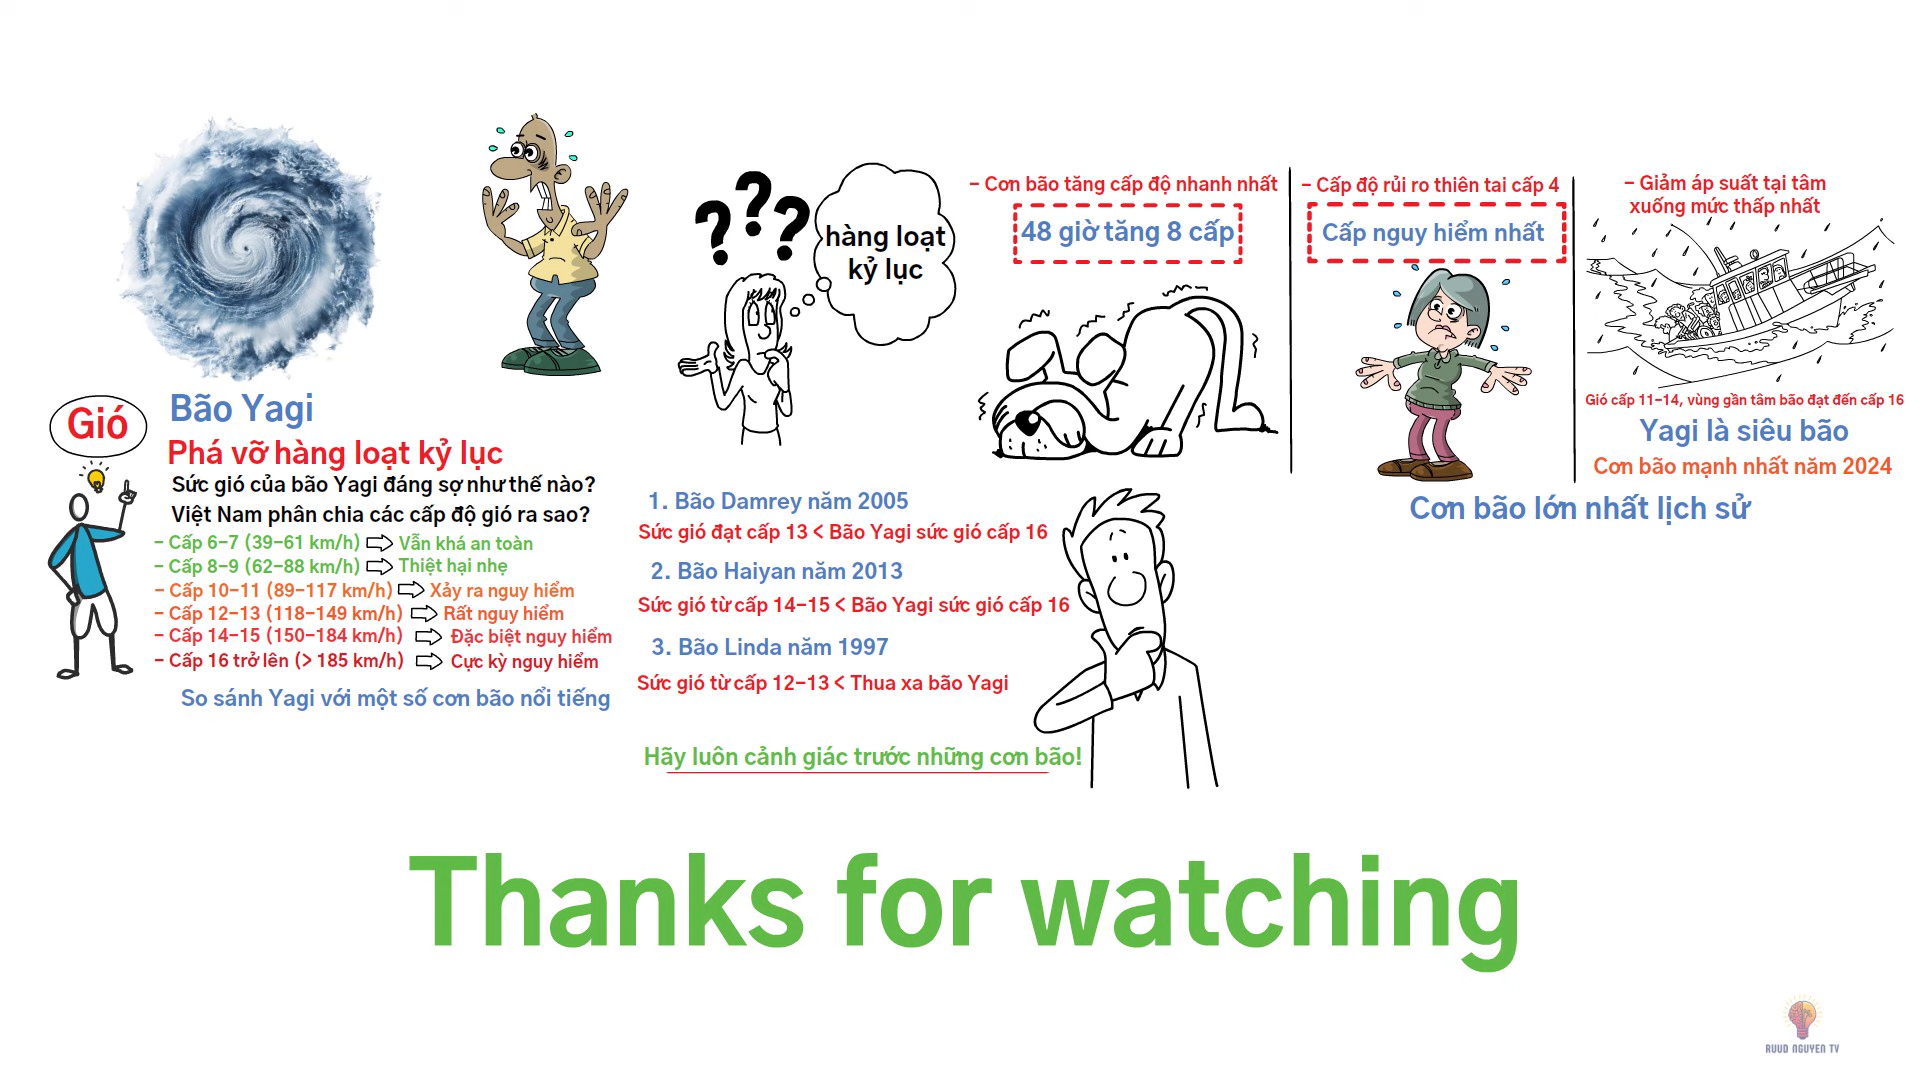 Gió
Bão Yagi
Phá vỡ hàng loạt kỷ lục
Sức gió của bão Yagi đáng sợ như thế nào?
Việt Nam phân chia các cấp độ gió ra sao?
- Cấp 6-7 (39-61 km/h) Vẫn khá an toàn
- Cấp 8-9 (62-88 km/h) Thiệt hại nhẹ
- Cấp 10-11 (89-117 km/h) Xảy ra nguy hiểm
- Cấp 12-13 (118-149 km/h) Rất nguy hiểm
- Cấp 14-15 (150-184 km/h) Đặc biệt nguy hiểm
- Cấp 16 trở lên (> 185 km/h) Cực kỳ nguy hiểm
So sánh Yagi với một số cơn bão nổi tiếng
???
hàng loạt
kỷ lục
- Cơn bão tăng cấp độ nhanh nhất
48 giờ tăng 8 cấp
- Cấp độ rủi ro thiên tai cấp 4
Cấp nguy hiểm nhất
- Giảm áp suất tại tâm
xuống mức thấp nhất
Gió cấp 11-14, vùng gần tâm bão đạt đến cấp 16
Yagi là siêu bão
Cơn bão mạnh nhất năm 2024
Cơn bão lớn nhất lịch sử
1. Bão Damrey năm 2005
Sức gió đạt cấp 13 < Bão Yagi sức gió cấp 16
2. Bão Haiyan năm 2013
Sức gió từ cấp 14-15 < Bão Yagi sức gió cấp 16
3. Bão Linda năm 1997
Sức gió từ cấp 12-13 < Thua xa bão Yagi
Hãy luôn cảnh giác trước những cơn bão!
Thanks for watching
RUUD NGUYEN TV